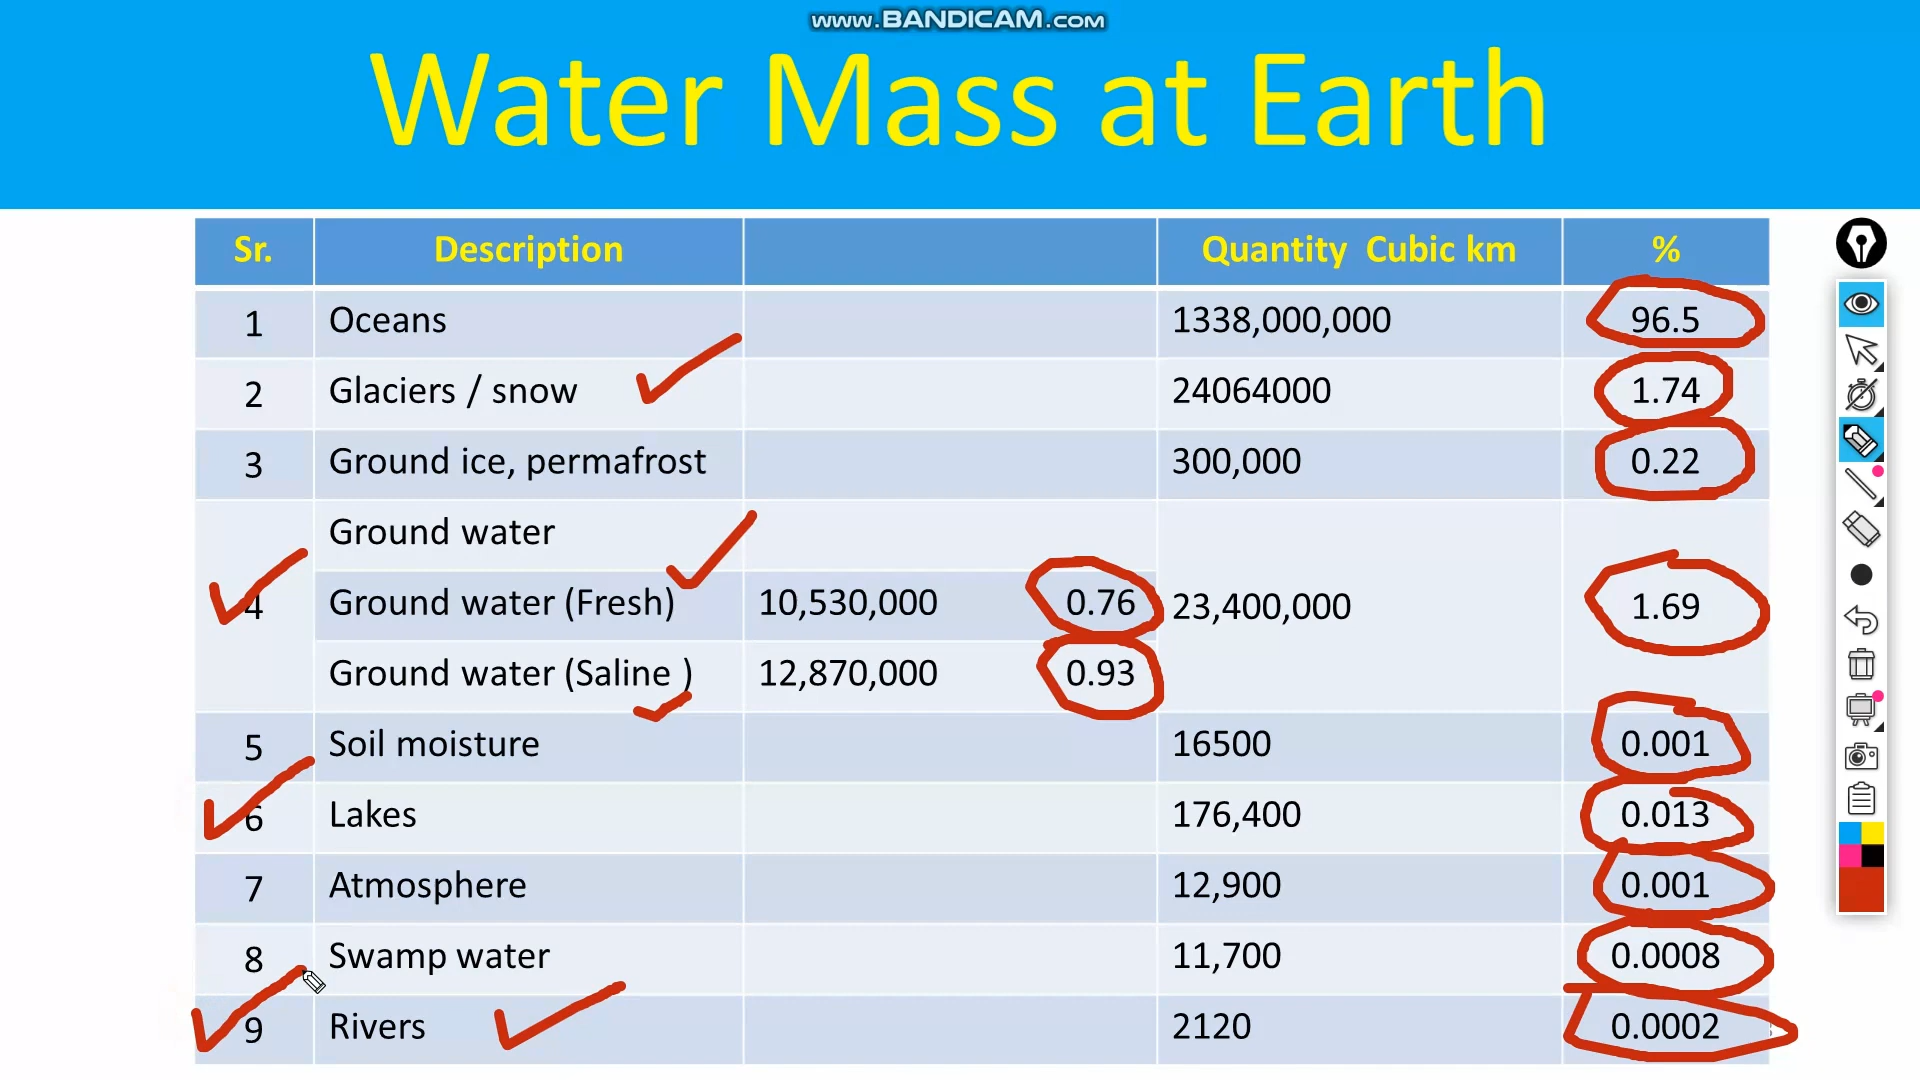 www.BANDICAM.com
Water Mass at Earth
Sr. Description Quantity Cubic km %
1 Oceans 1338,000,000 96.5
2 Glaciers / snow 24064000 1.74
3 Ground ice, permafrost 300,000 0.22
Ground water
4 Ground water (Fresh) 10,530,000 0.76 23,400,000 1.69
Ground water (Saline ) 12,870,000 0.93
5 Soil moisture 16500 0.001
6 Lakes 176,400 0.013
7 Atmosphere 12,900 0.001
8 Swamp water 11,700 0.0008
9 Rivers 2120 0.0002